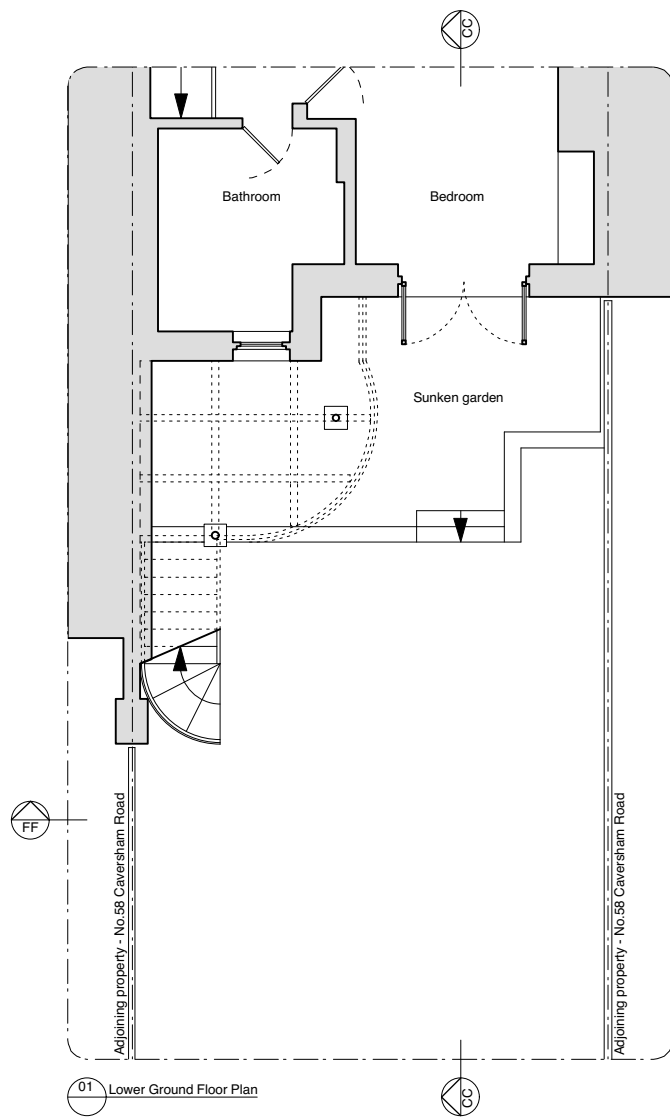 CC
Bathroom
Bedroom
Sunken garden
FF
Adjoining property - No.58 Caversham Road
Adjoining property - No.58 Caversham Road
01 Lower Ground Floor Plan
CC